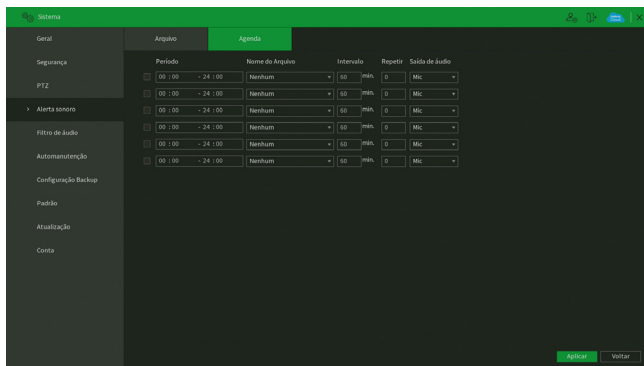 Sistema
Geral
Segurança
PTZ
Alerta sonoro
Filtro de áudio
Automanutenção
Configuração Backup
Padrão
Atualização
Conta
Arquivo Agenda
Período Nome do Arquivo Intervalo Repetir Saída de áudio
00 : 00 - 24 : 00 Nenhum 60 min. 0 Mic
00 : 00 - 24 : 00 Nenhum 60 min. 0 Mic
00 : 00 - 24 : 00 Nenhum 60 min. 0 Mic
00 : 00 - 24 : 00 Nenhum 60 min. 0 Mic
00 : 00 - 24 : 00 Nenhum 60 min. 0 Mic
00 : 00 - 24 : 00 Nenhum 60 min. 0 Mic
Aplicar Voltar